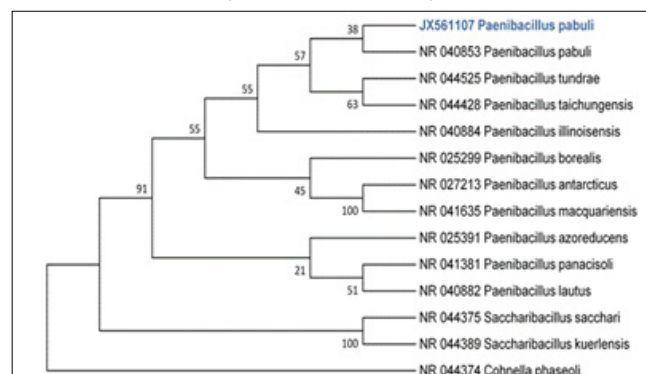 JX561107 Paenibacillus pabuli
38
NR 040853 Paenibacillus pabuli
57
NR 044525 Paenibacillus tundrae
55
63
NR 044428 Paenibacillus taichungensis
55
NR 040884 Paenibacillus illinoisensis
NR 025299 Paenibacillus borealis
91
45
NR 027213 Paenibacillus antarcticus
100
NR 041635 Paenibacillus macquariensis
NR 025391 Paenibacillus azoreducens
21
NR 041381 Paenibacillus panacisoli
51
NR 040882 Paenibacillus lautus
NR 044375 Saccharibacillus sacchari
100
NR 044389 Saccharibacillus kuerlensis
NR 044374 Cohnella phaseoli